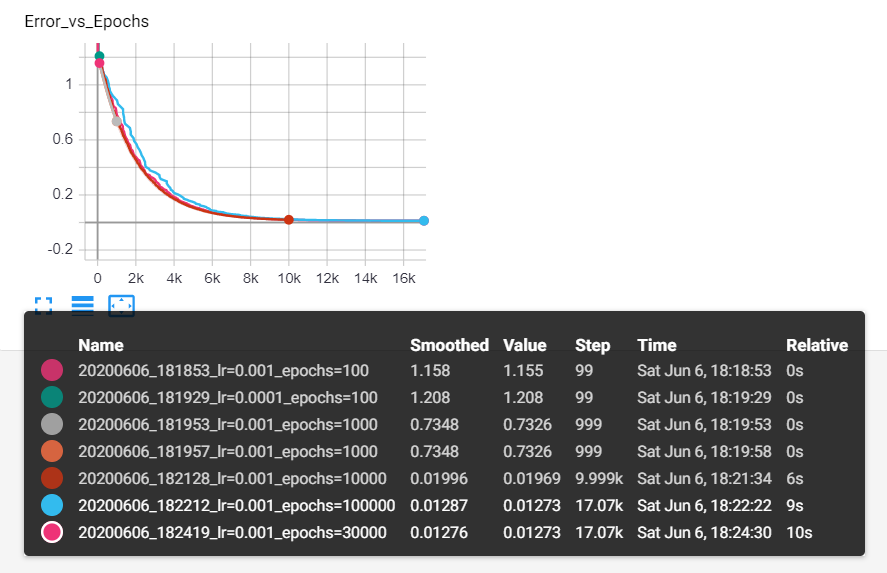 Error_vs_Epochs
1
0.6
0.2
-0.2
0 2k 4k 6k 8k 10k 12k 14k 16k
Name Smoothed Value Step Time Relative
20200606_181853_lr=0.001_epochs=100 1.158 1.155 99 Sat Jun 6, 18:18:53 0s
20200606_181929_lr=0.0001_epochs=100 1.208 1.208 99 Sat Jun 6, 18:19:29 0s
20200606_181953_lr=0.001_epochs=1000 0.7348 0.7326 999 Sat Jun 6, 18:19:53 0s
20200606_181957_lr=0.001_epochs=1000 0.7348 0.7326 999 Sat Jun 6, 18:19:58 0s
20200606_182128_lr=0.001_epochs=10000 0.01996 0.01969 9.999k Sat Jun 6, 18:21:34 6s
20200606_182212_lr=0.001_epochs=100000 0.01287 0.01273 17.07k Sat Jun 6, 18:22:22 9s
20200606_182419_lr=0.001_epochs=30000 0.01276 0.01273 17.07k Sat Jun 6, 18:24:30 10s